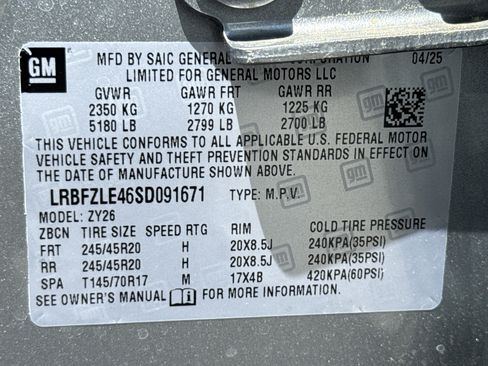 GM
MFD BY SAIC GENERAL CORPORATION 04/25
LIMITED FOR GENERAL MOTORS LLC
GVWR GAWR FRT GAWR RR
2350 KG 1270 KG 1225 KG
5180 LB 2799 LB 2700 LB
THIS VEHICLE CONFORMS TO ALL APPLICABLE U.S. FEDERAL MOTOR
VEHICLE SAFETY AND THEFT PREVENTION STANDARDS IN EFFECT ON
THE DATE OF MANUFACTURE SHOWN ABOVE.
LRBFZLE46SD091671 TYPE: M.P.V.
MODEL: ZY26
ZBCN TIRE SIZE SPEED RTG RIM COLD TIRE PRESSURE
FRT 245/45R20 H 20X8.5J 240KPA(35PSI)
RR 245/45R20 H 20X8.5J 240KPA(35PSI)
SPA T145/70R17 M 17X4B 420KPA(60PSI)
SEE OWNER'S MANUAL FOR MORE INFORMATION.